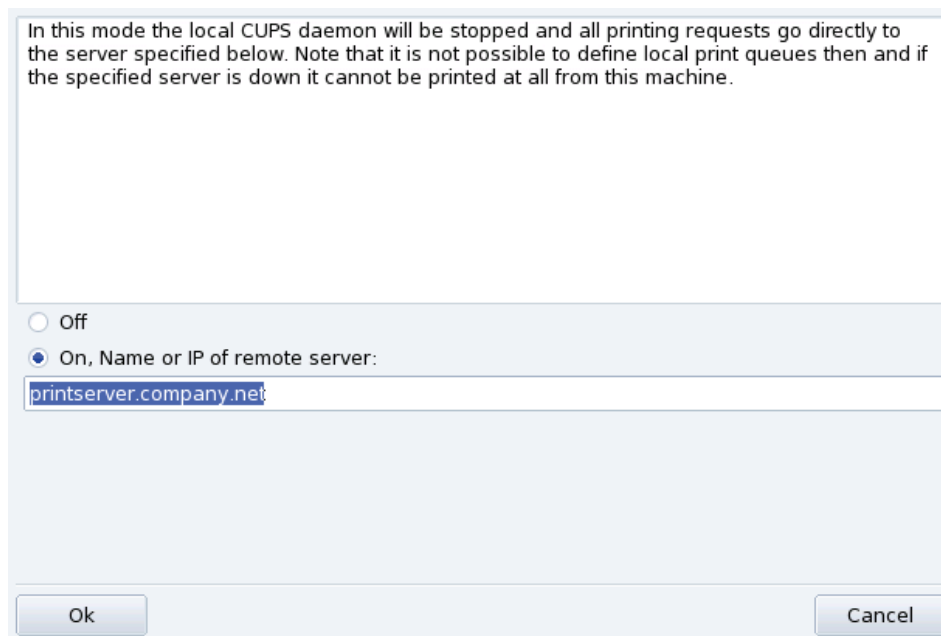 In this mode the local CUPS daemon will be stopped and all printing requests go directly to
the server specified below. Note that it is not possible to define local print queues then and if
the specified server is down it cannot be printed at all from this machine.
Off
On, Name or IP of remote server:
printserver.company.net
Ok
Cancel